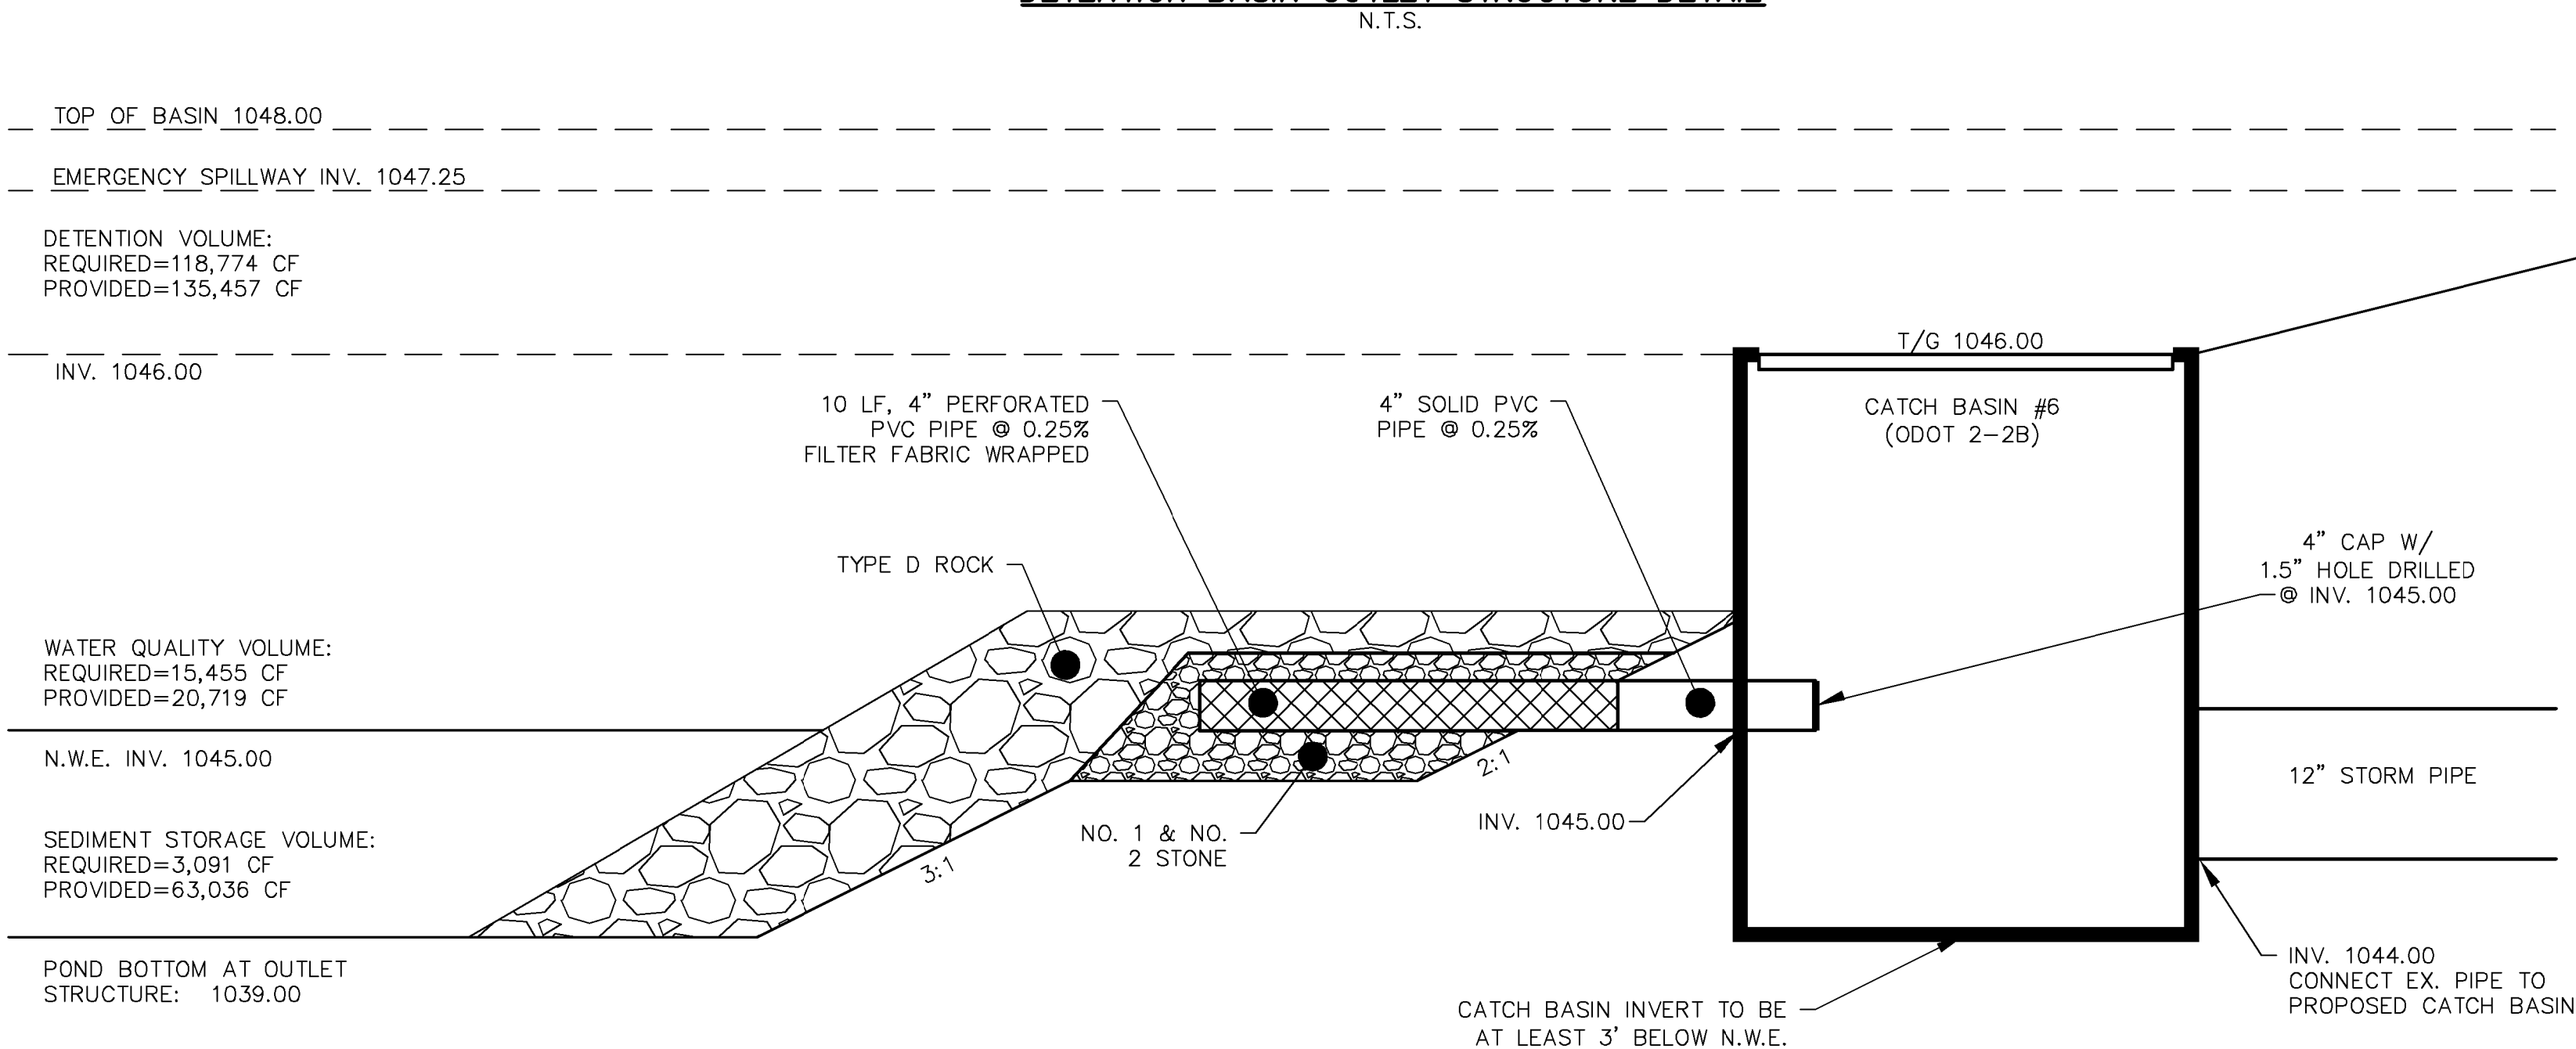 DETENTION BASIN OUTLET STRUCTURE DETAIL
N.T.S.
TOP OF BASIN 1048.00
EMERGENCY SPILLWAY INV. 1047.25
DETENTION VOLUME:
REQUIRED=118,774 CF
PROVIDED=135,457 CF
INV. 1046.00
T/G 1046.00
CATCH BASIN #6
(ODOT 2-2B)
10 LF, 4" PERFORATED
PVC PIPE @ 0.25%
FILTER FABRIC WRAPPED
4" SOLID PVC
PIPE @ 0.25%
TYPE D ROCK
4" CAP W/
1.5" HOLE DRILLED
@ INV. 1045.00
WATER QUALITY VOLUME:
REQUIRED=15,455 CF
PROVIDED=20,719 CF
N.W.E. INV. 1045.00
2:1
12" STORM PIPE
INV. 1045.00
NO. 1 & NO.
2 STONE
3:1
SEDIMENT STORAGE VOLUME:
REQUIRED=3,091 CF
PROVIDED=63,036 CF
POND BOTTOM AT OUTLET
STRUCTURE: 1039.00
CATCH BASIN INVERT TO BE
AT LEAST 3' BELOW N.W.E.
INV. 1044.00
CONNECT EX. PIPE TO
PROPOSED CATCH BASIN